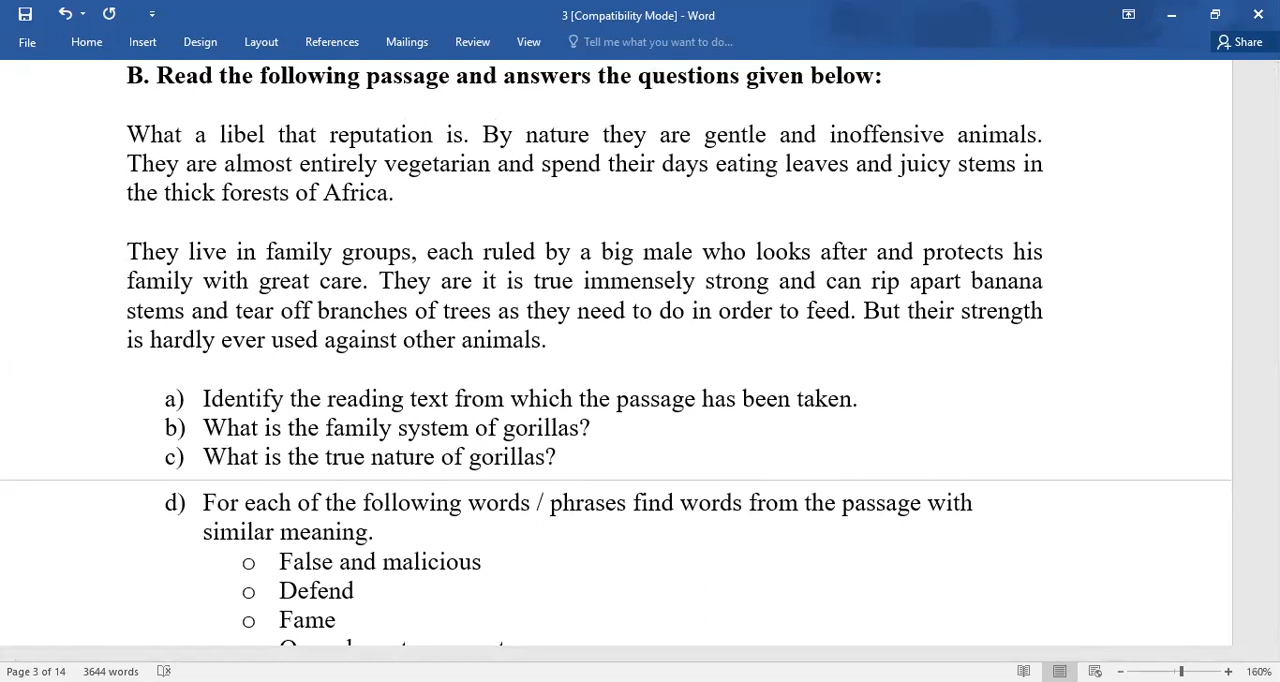 3 [Compatibility Mode] - Word
File Home Insert Design Layout References Mailings Review View Tell me what you want to do... Share
B. Read the following passage and answers the questions given below:
What a libel that reputation is. By nature they are gentle and inoffensive animals.
They are almost entirely vegetarian and spend their days eating leaves and juicy stems in
the thick forests of Africa.
They live in family groups, each ruled by a big male who looks after and protects his
family with great care. They are it is true immensely strong and can rip apart banana
stems and tear off branches of trees as they need to do in order to feed. But their strength
is hardly ever used against other animals.
a) Identify the reading text from which the passage has been taken.
b) What is the family system of gorillas?
c) What is the true nature of gorillas?
d) For each of the following words / phrases find words from the passage with
similar meaning.
o False and malicious
o Defend
o Fame
Page 3 of 14 3644 words 160%